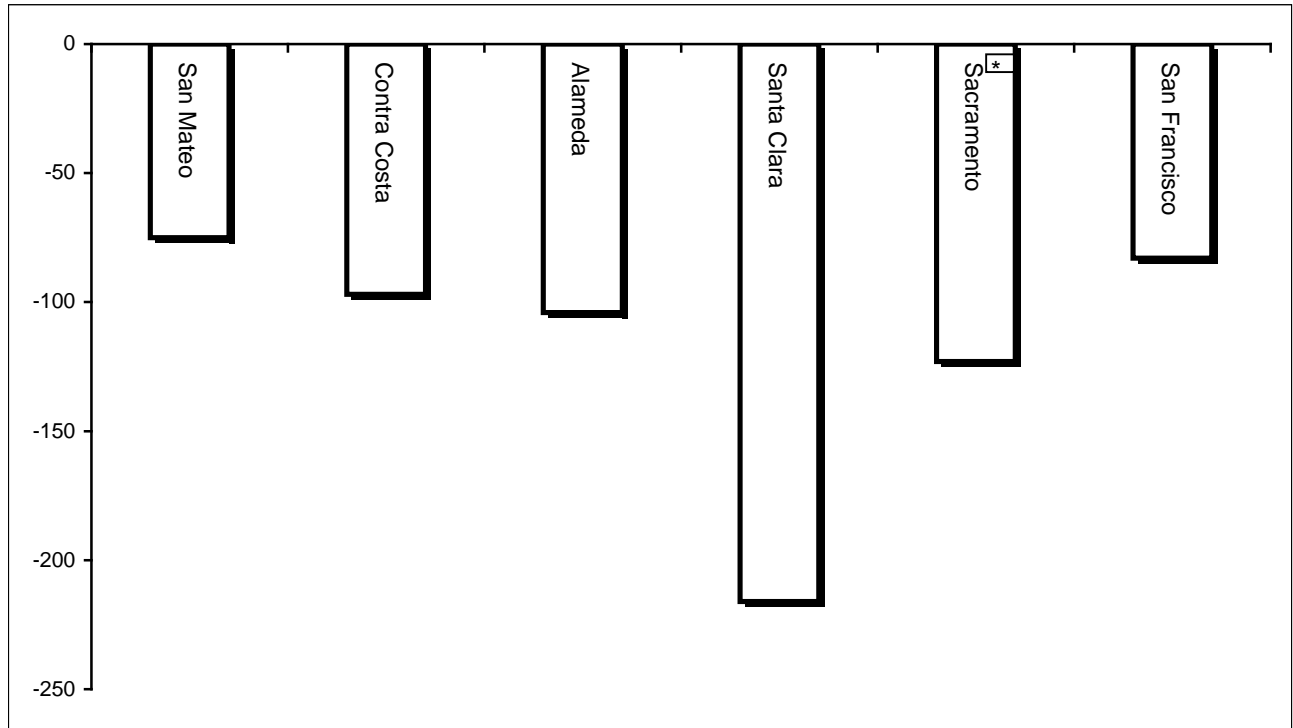 0
-50
-100
-150
-200
-250
San Mateo
Contra Costa
Alameda
Santa Clara
Sacramento
*
San Francisco